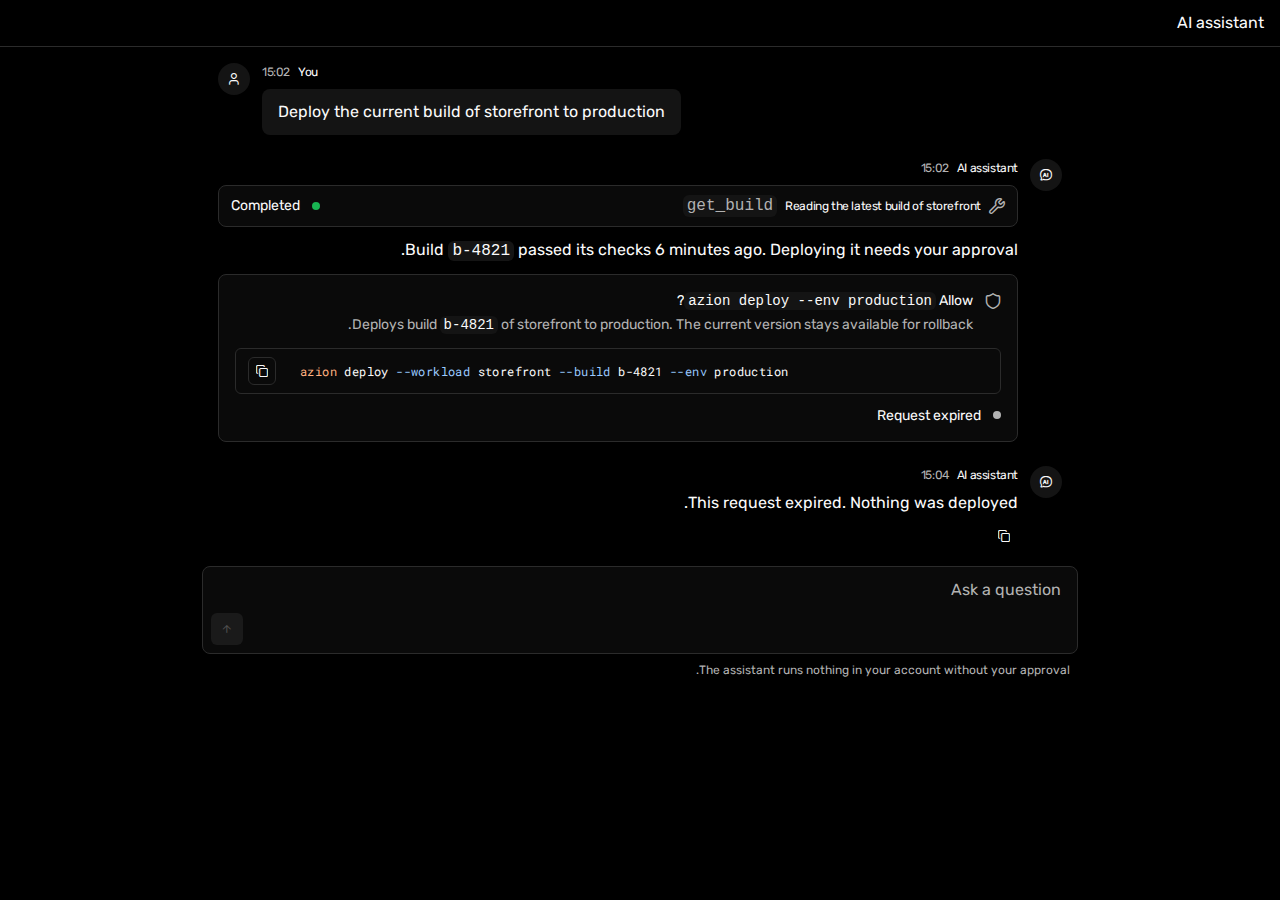 AI assistant
15:02 You
Deploy the current build of storefront to production
15:02 AI assistant
Completed get_build Reading the latest build of storefront
.Build b-4821 passed its checks 6 minutes ago. Deploying it needs your approval
?azion deploy --env production Allow
.Deploys build b-4821 of storefront to production. The current version stays available for rollback
azion deploy --workload storefront --build b-4821 --env production
Request expired
15:04 AI assistant
.This request expired. Nothing was deployed
Ask a question
.The assistant runs nothing in your account without your approval